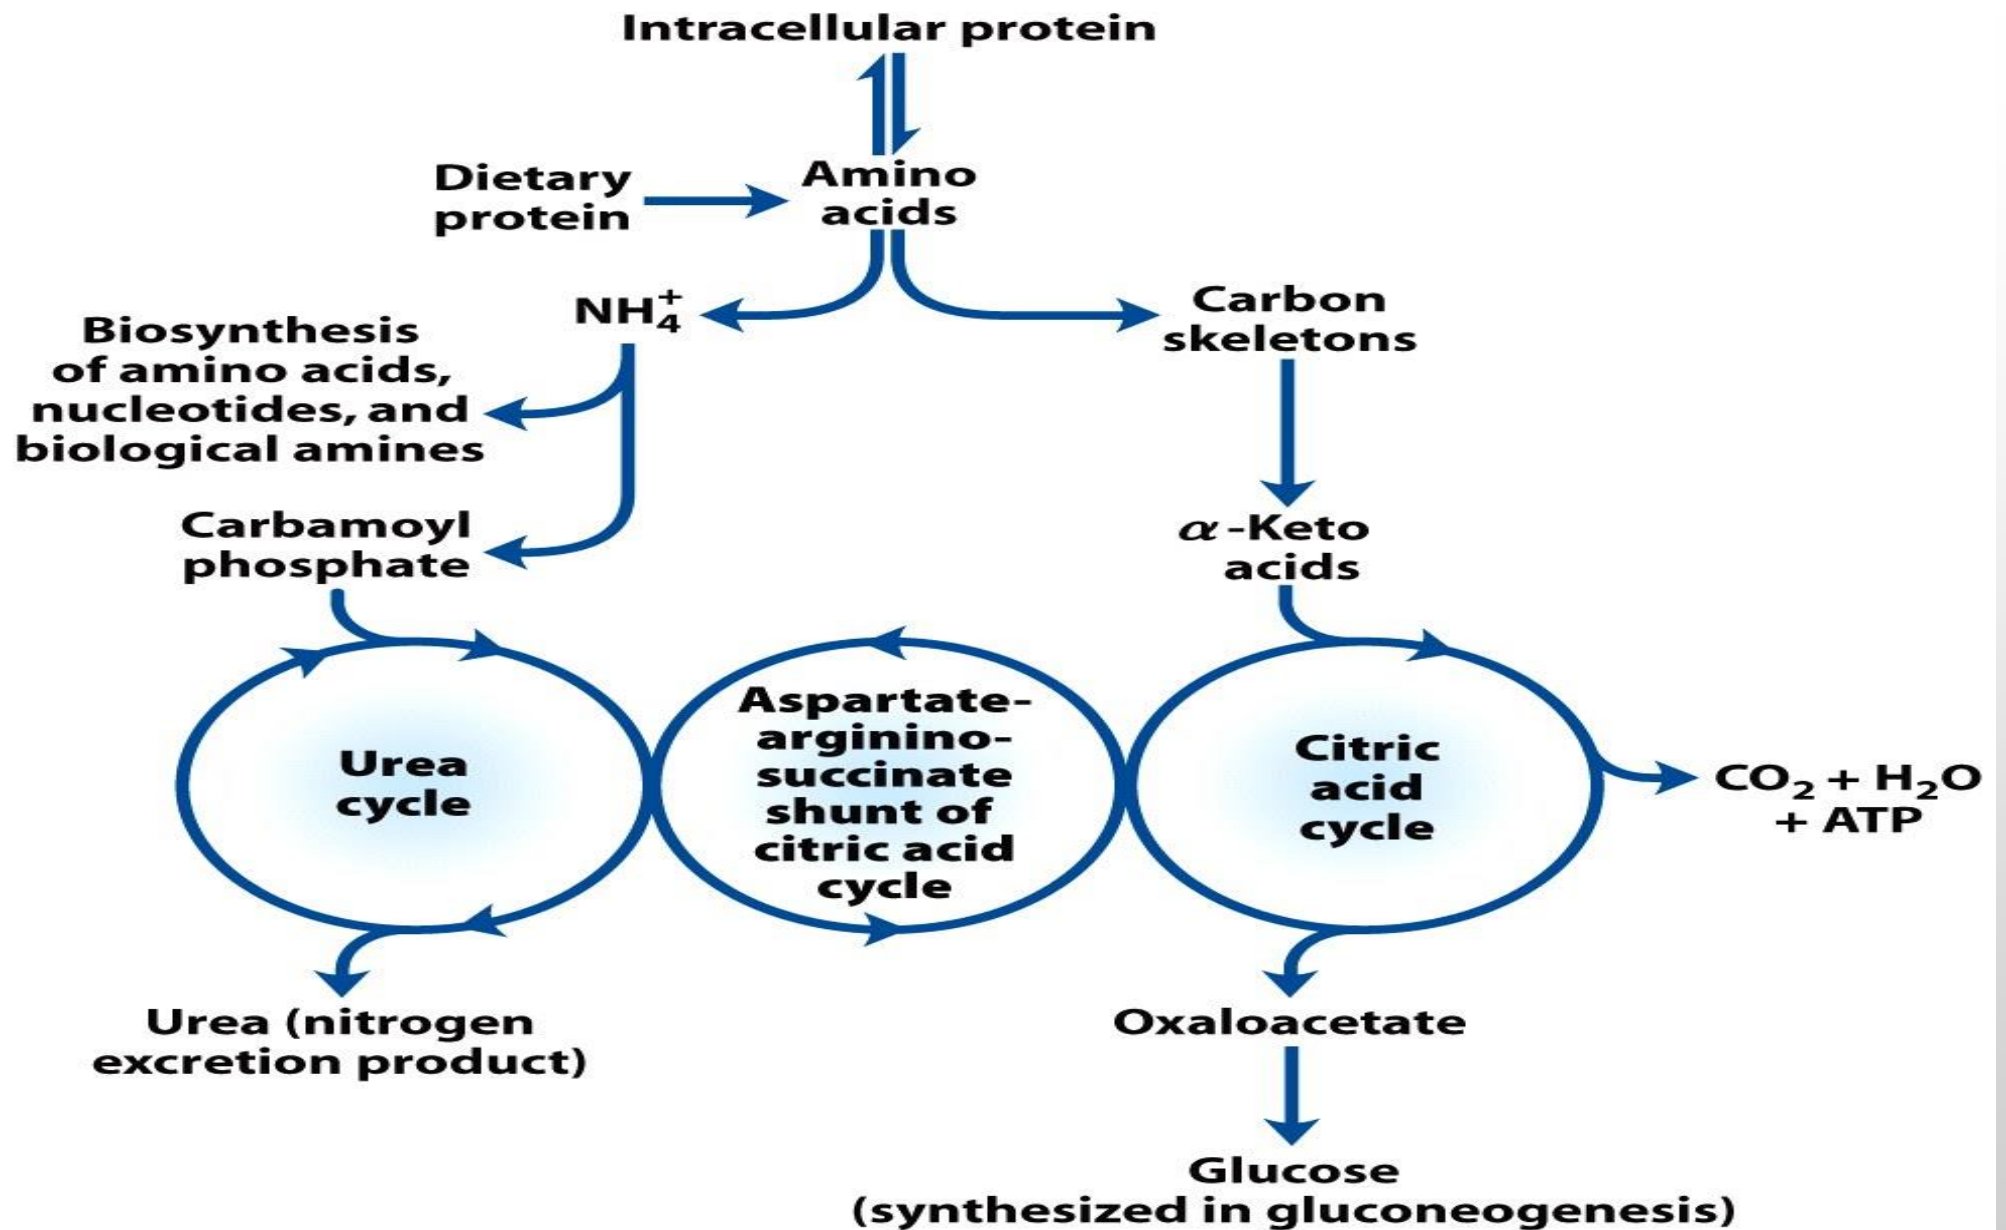 Intracellular protein
Dietary
protein
Amino
acids
NH₄⁺
Carbon
skeletons
Biosynthesis
of amino acids,
nucleotides, and
biological amines
Carbamoyl
phosphate
α-Keto
acids
Urea
cycle
Aspartate-
arginino-
succinate
shunt of
citric acid
cycle
Citric
acid
cycle
CO₂ + H₂O
+ ATP
Urea (nitrogen
excretion product)
Oxaloacetate
Glucose
(synthesized in gluconeogenesis)